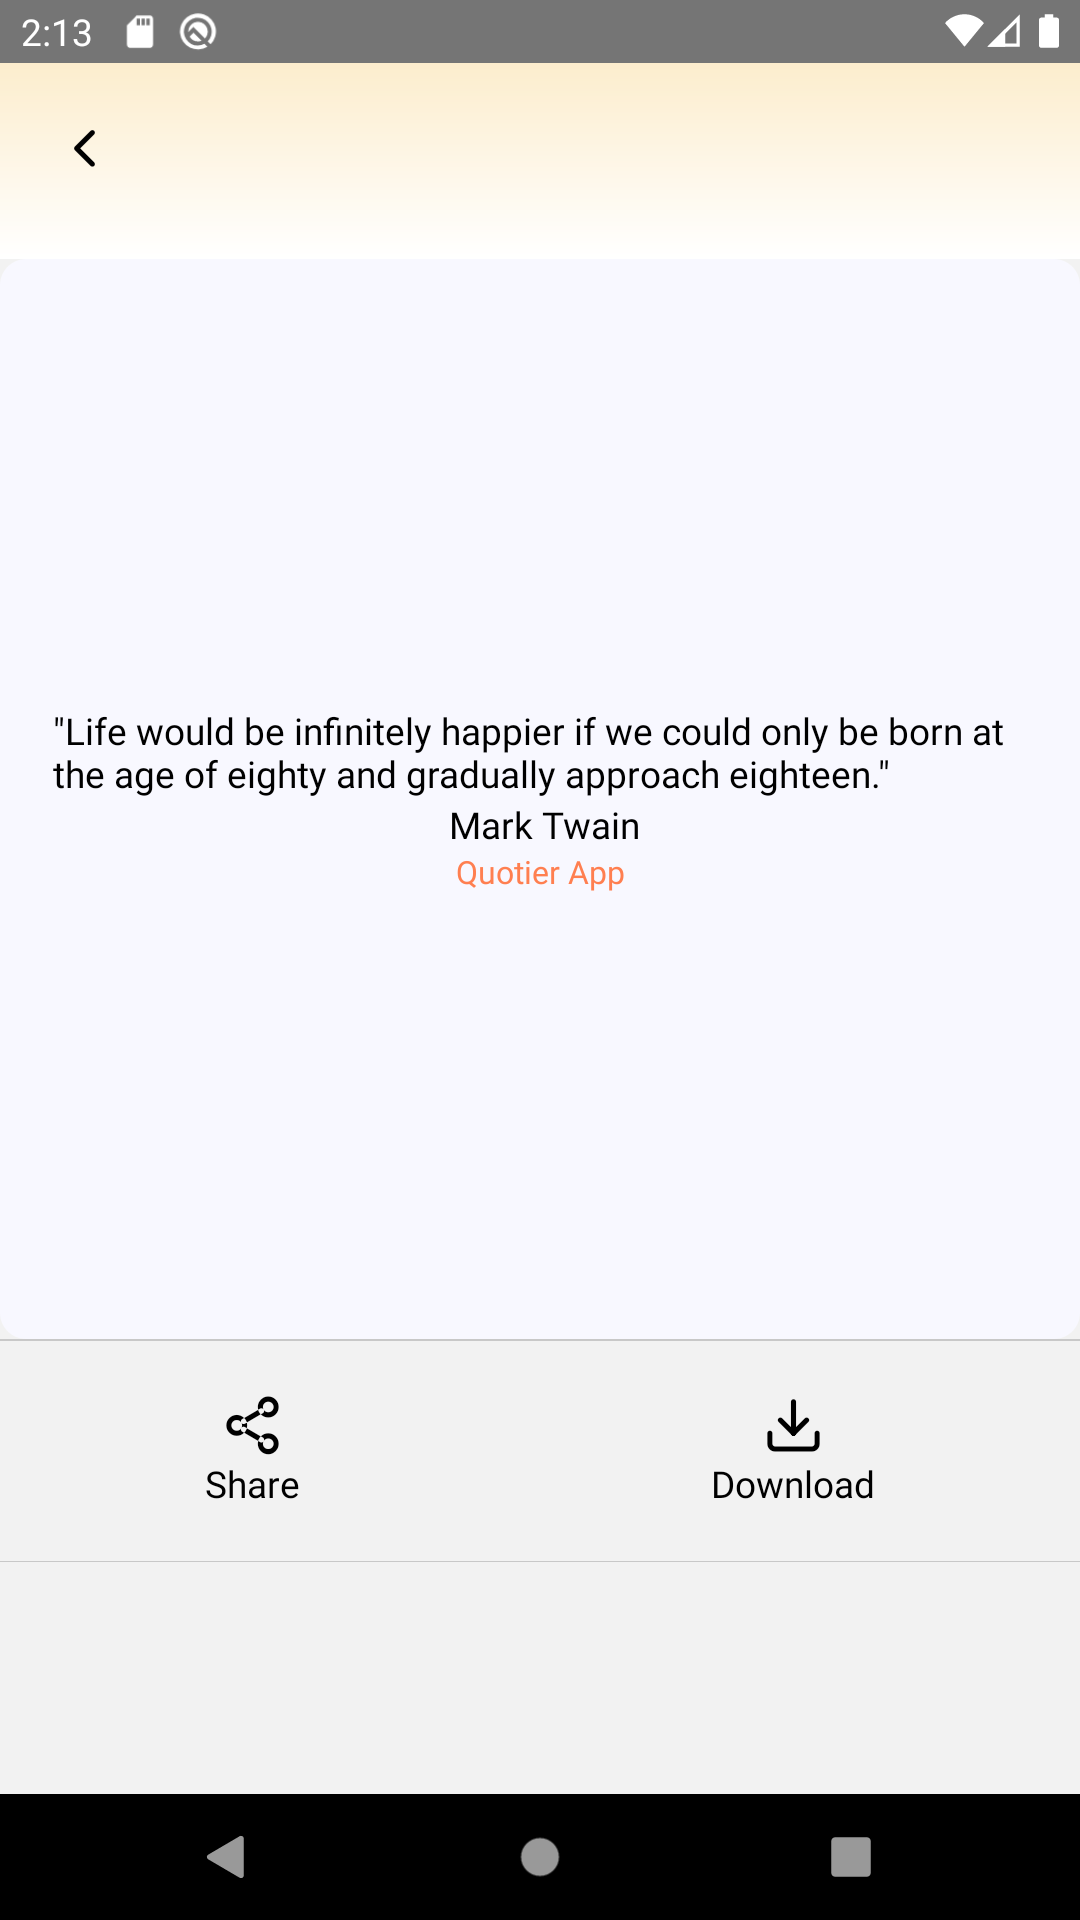 2:13
"Life would be infinitely happier if we could only be born at
the age of eighty and gradually approach eighteen."
Mark Twain
Quotier App
Share
Download